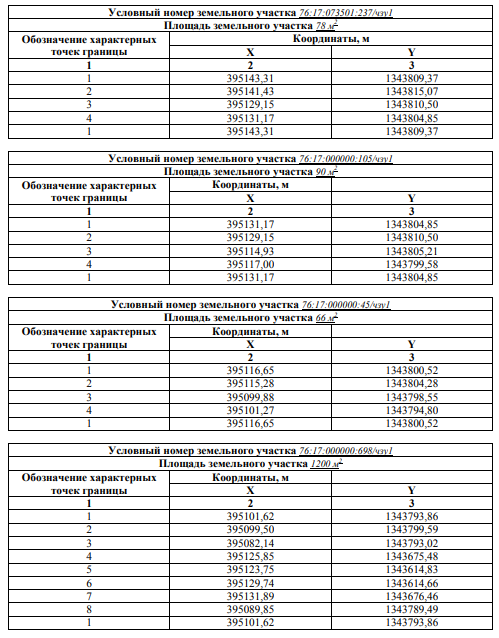 Условный номер земельного участка 76:17:073501:237/чзу1
Площадь земельного участка 78 м²
Обозначение характерных точек границы Координаты, м
X Y
1 2 3
1 395143,31 1343809,37
2 395141,43 1343815,07
3 395129,15 1343810,50
4 395131,17 1343804,85
1 395143,31 1343809,37
Условный номер земельного участка 76:17:000000:105/чзу1
Площадь земельного участка 90 м²
Обозначение характерных точек границы Координаты, м
X Y
1 2 3
1 395131,17 1343804,85
2 395129,15 1343810,50
3 395114,93 1343805,21
4 395117,00 1343799,58
1 395131,17 1343804,85
Условный номер земельного участка 76:17:000000:45/чзу1
Площадь земельного участка 66 м²
Обозначение характерных точек границы Координаты, м
X Y
1 2 3
1 395116,65 1343800,52
2 395115,28 1343804,28
3 395099,88 1343798,55
4 395101,27 1343794,80
1 395116,65 1343800,52
Условный номер земельного участка 76:17:000000:698/чзу1
Площадь земельного участка 1200 м²
Обозначение характерных точек границы Координаты, м
X Y
1 2 3
1 395101,62 1343793,86
2 395099,50 1343799,59
3 395082,14 1343793,02
4 395125,85 1343675,48
5 395123,75 1343614,83
6 395129,74 1343614,66
7 395131,89 1343676,46
8 395089,85 1343789,49
1 395101,62 1343793,86